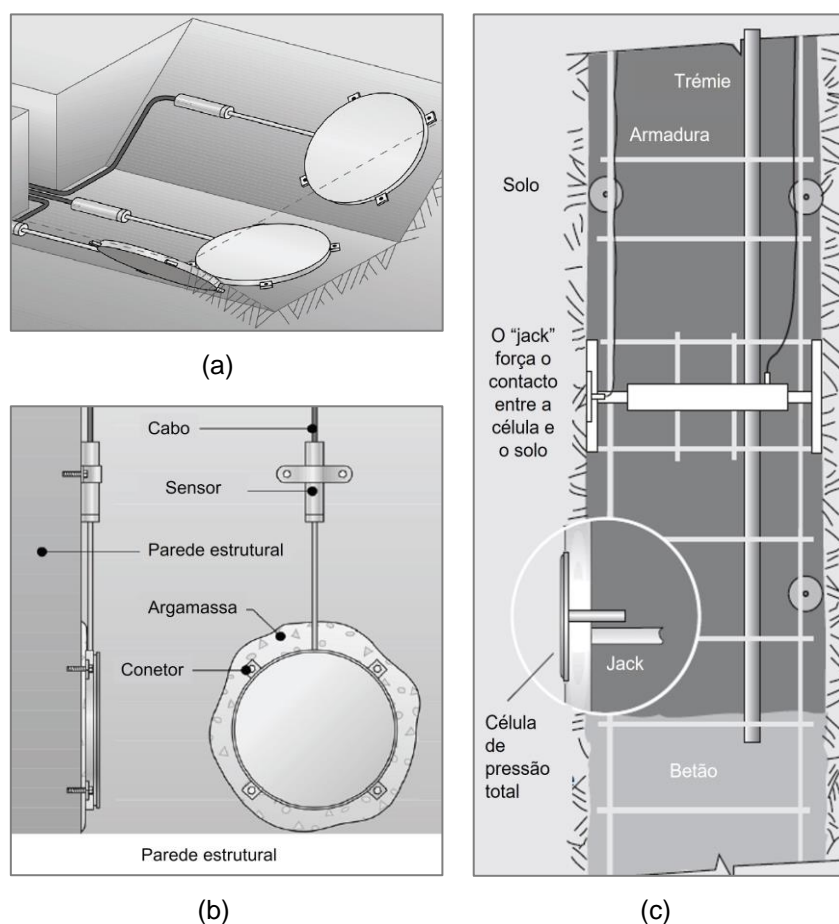 (a)
Cabo
Sensor
Parede estrutural
Argamassa
Conetor
Parede estrutural
(b)
Trémie
Armadura
Solo
O “jack”
força o
contacto
entre a
célula e
o solo
Jack
Célula
de
pressão
total
Betão
(c)